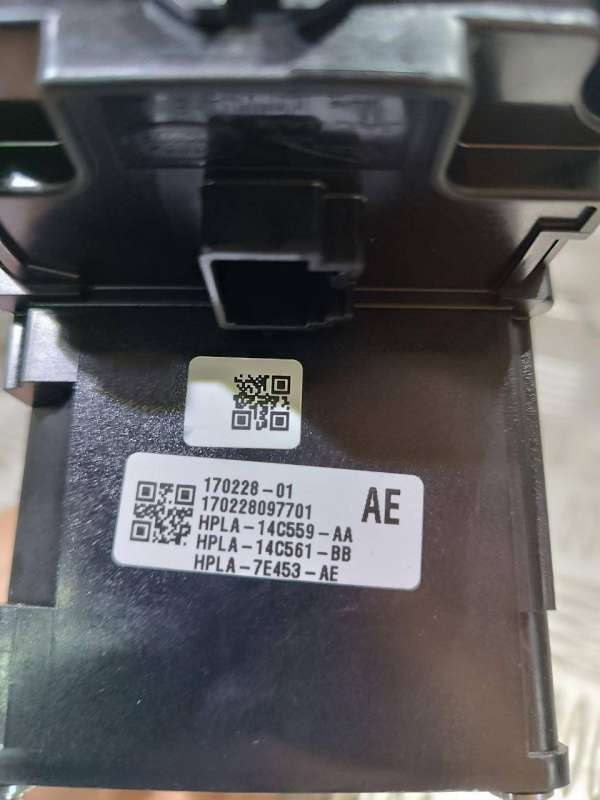 170228-01
170228097701
AE
HPLA-14C559-AA
HPLA-14C561-BB
HPLA-7E453-AE